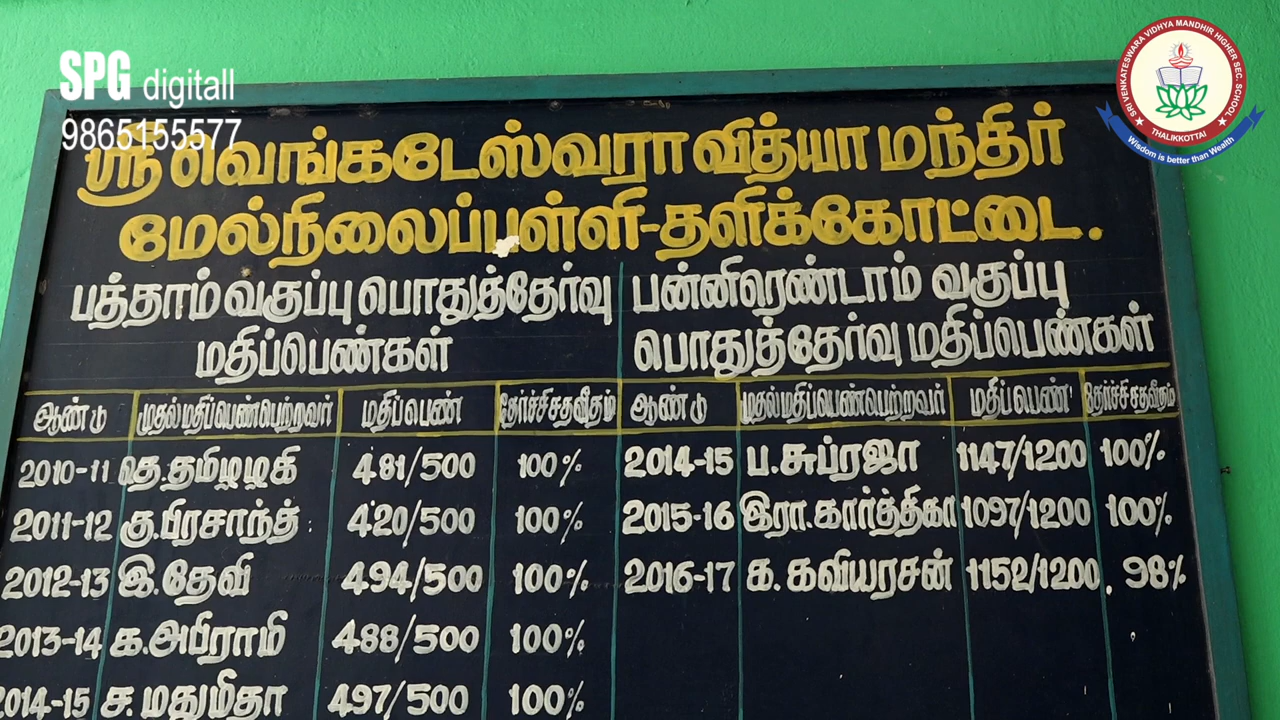 SPG digitall
9865155577
SRI VENKATESWARA VIDHYA MANDHIR HIGHER SEC. SCHOOL
THALIKKOTTAI
Wisdom is better than Wealth
ஸ்ரீ வெங்கடேஸ்வரா வித்யா மந்திர்
மேல்நிலைப்பள்ளி-தளிக்கோட்டை.
பத்தாம் வகுப்பு பொதுத்தேர்வு
மதிப்பெண்கள்
பன்னிரெண்டாம் வகுப்பு
பொதுத்தேர்வு மதிப்பெண்கள்
ஆண்டு முதல் மதிப்பெண் பெற்றவர் மதிப்பெண் தேர்ச்சி சதவீதம் ஆண்டு முதல் மதிப்பெண் பெற்றவர் மதிப்பெண் தேர்ச்சி சதவீதம்
2010-11 தெ.தமிழழகி 481/500 100% 2014-15 ப.சுப்ரஜா 1147/1200 100%
2011-12 கு.பிரசாந்த் 420/500 100% 2015-16 இரா.கார்த்திகா 1097/1200 100%
2012-13 இ.தேவி 494/500 100% 2016-17 க.கவியரசன் 1152/1200 98%
2013-14 க.அபிராமி 488/500 100%
2014-15 ச.மதுமிதா 497/500 100%